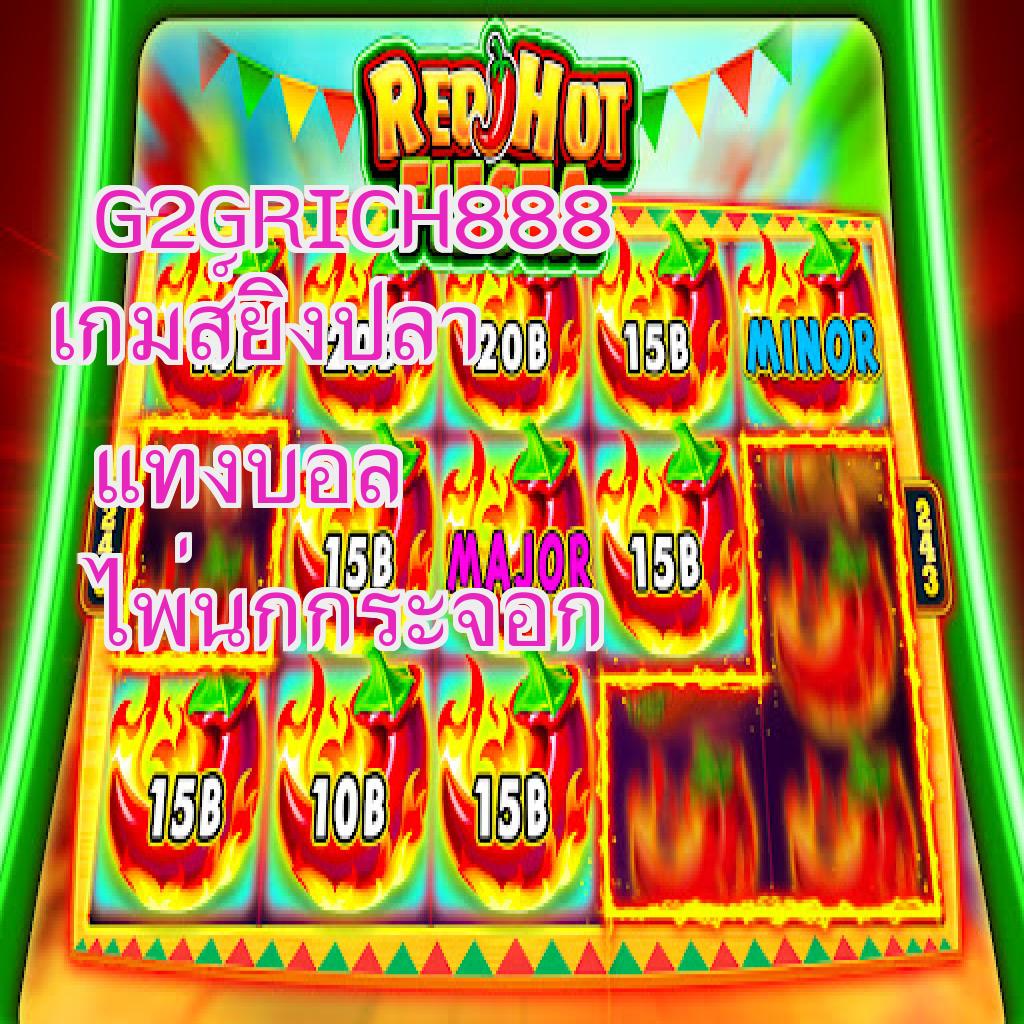 RED HOT
G2GRICH888
เกมส์ยิงปลา
20B
15B
MINOR
แทงบอล
15B
MAJOR
15B
243
ไพ่นกกระจอก
15B
10B
15B